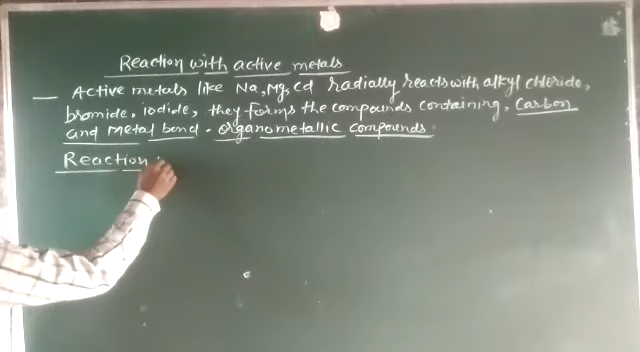 Reaction with active metals
— Active metals like Na, Mg, Cd radially reacts with alkyl chloride,
bromide, iodide, they forms the compounds containing, Carbon
and metal bond. Organometallic compounds.
Reaction :